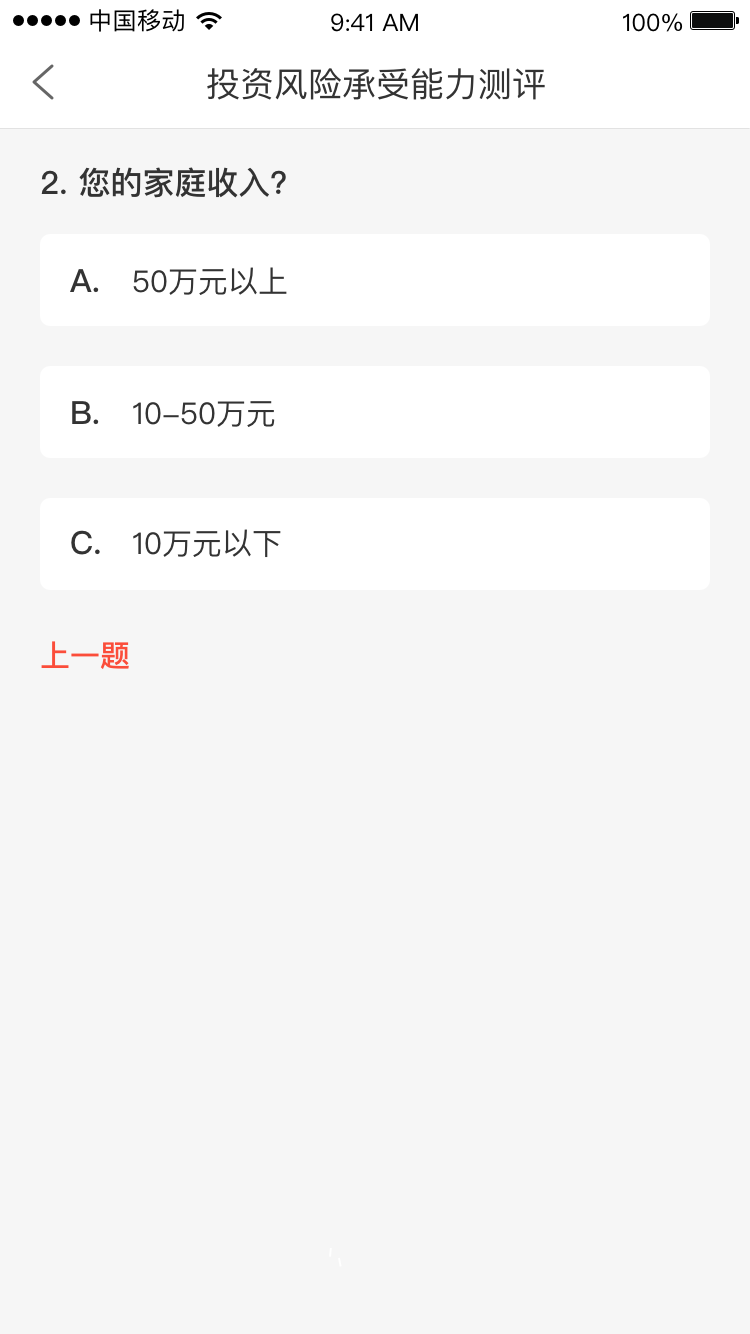 中国移动 9:41 AM 100%
投资风险承受能力测评
2. 您的家庭收入?
A. 50万元以上
B. 10–50万元
C. 10万元以下
上一题